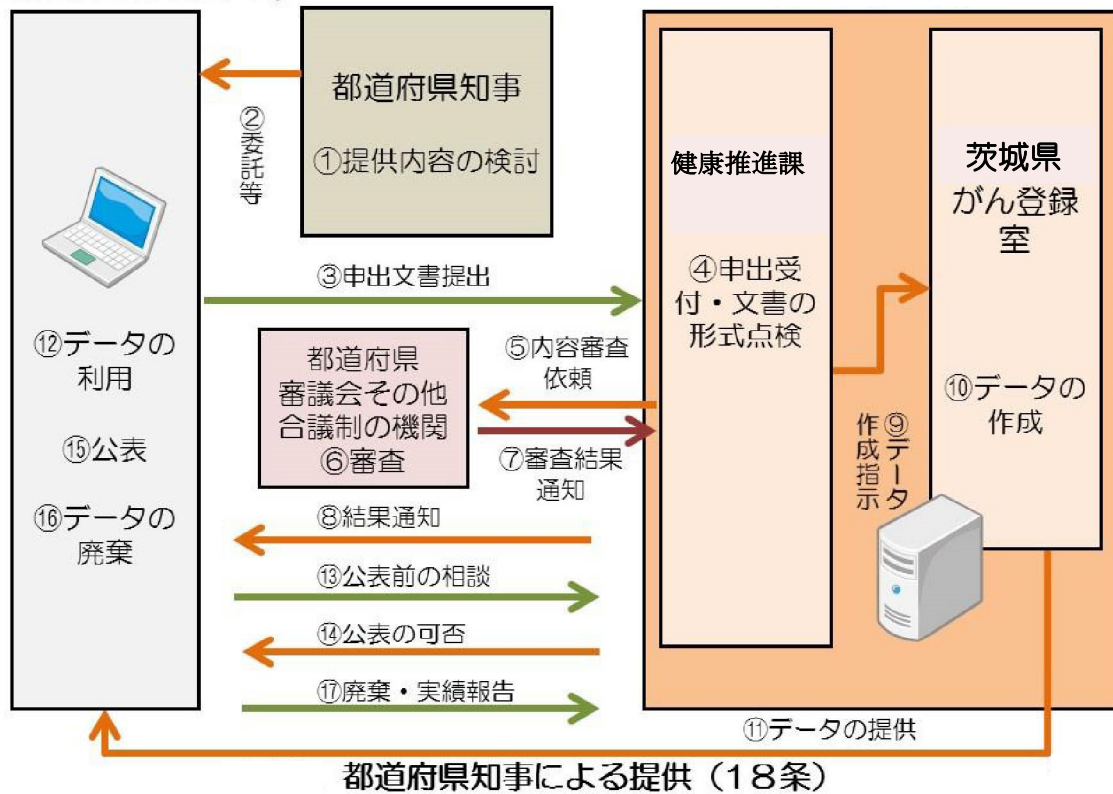 都道府県知事
①提供内容の検討
②委託等
③申出文書提出
健康推進課
④申出受
付・文書の
形式点検
茨城県
がん登録
室
⑩データの
作成
⑨データ
作成指示
⑤内容審査
依頼
都道府県
審議会その他
合議制の機関
⑥審査
⑦審査結果
通知
⑫データの
利用
⑮公表
⑯データの
廃棄
⑧結果通知
⑬公表前の相談
⑭公表の可否
⑰廃棄・実績報告
⑪データの提供
都道府県知事による提供（18条）